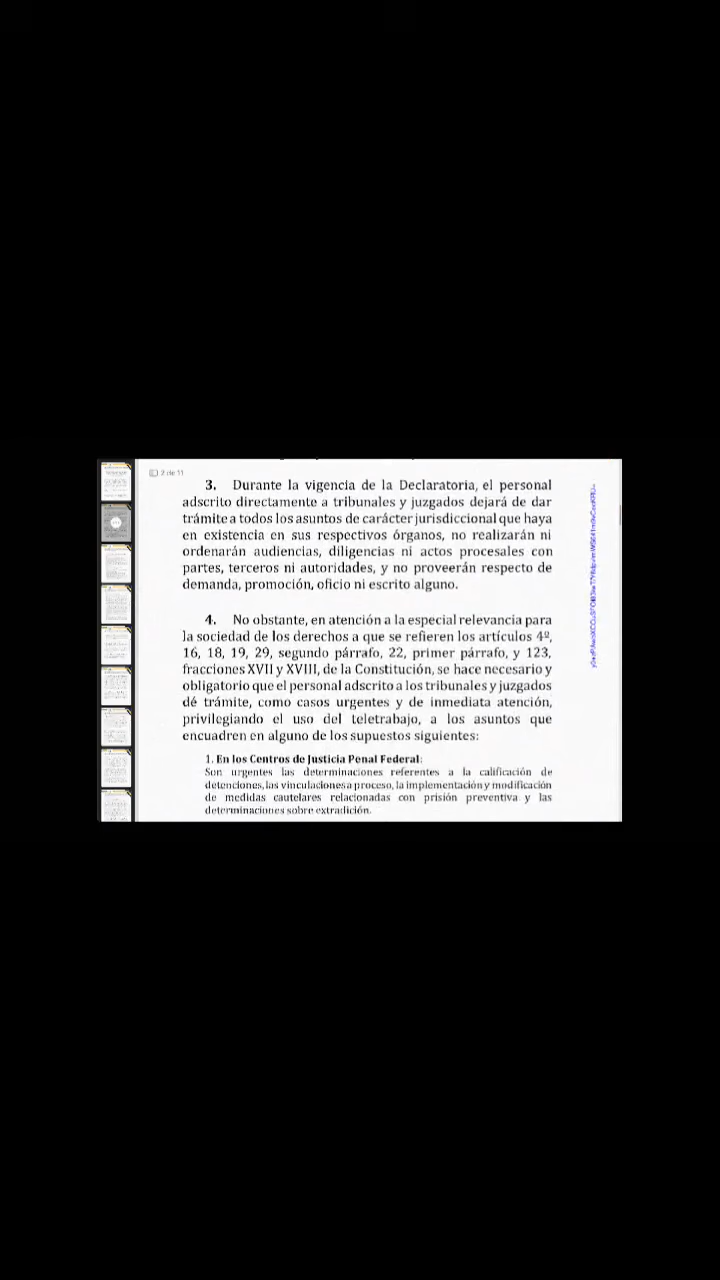 2 de 11
3. Durante la vigencia de la Declaratoria, el personal
adscrito directamente a tribunales y juzgados dejará de dar
trámite a todos los asuntos de carácter jurisdiccional que haya
en existencia en sus respectivos órganos, no realizarán ni
ordenarán audiencias, diligencias ni actos procesales con
partes, terceros ni autoridades, y no proveerán respecto de
demanda, promoción, oficio ni escrito alguno.
4. No obstante, en atención a la especial relevancia para
la sociedad de los derechos a que se refieren los artículos 4º,
16, 18, 19, 29, segundo párrafo, 22, primer párrafo, y 123,
fracciones XVII y XVIII, de la Constitución, se hace necesario y
obligatorio que el personal adscrito a los tribunales y juzgados
dé trámite, como casos urgentes y de inmediata atención,
privilegiando el uso del teletrabajo, a los asuntos que
encuadren en alguno de los supuestos siguientes:
1. En los Centros de Justicia Penal Federal:
Son urgentes las determinaciones referentes a la calificación de
detenciones, las vinculaciones a proceso, la implementación y modificación
de medidas cautelares relacionadas con prisión preventiva y las
determinaciones sobre extradición.